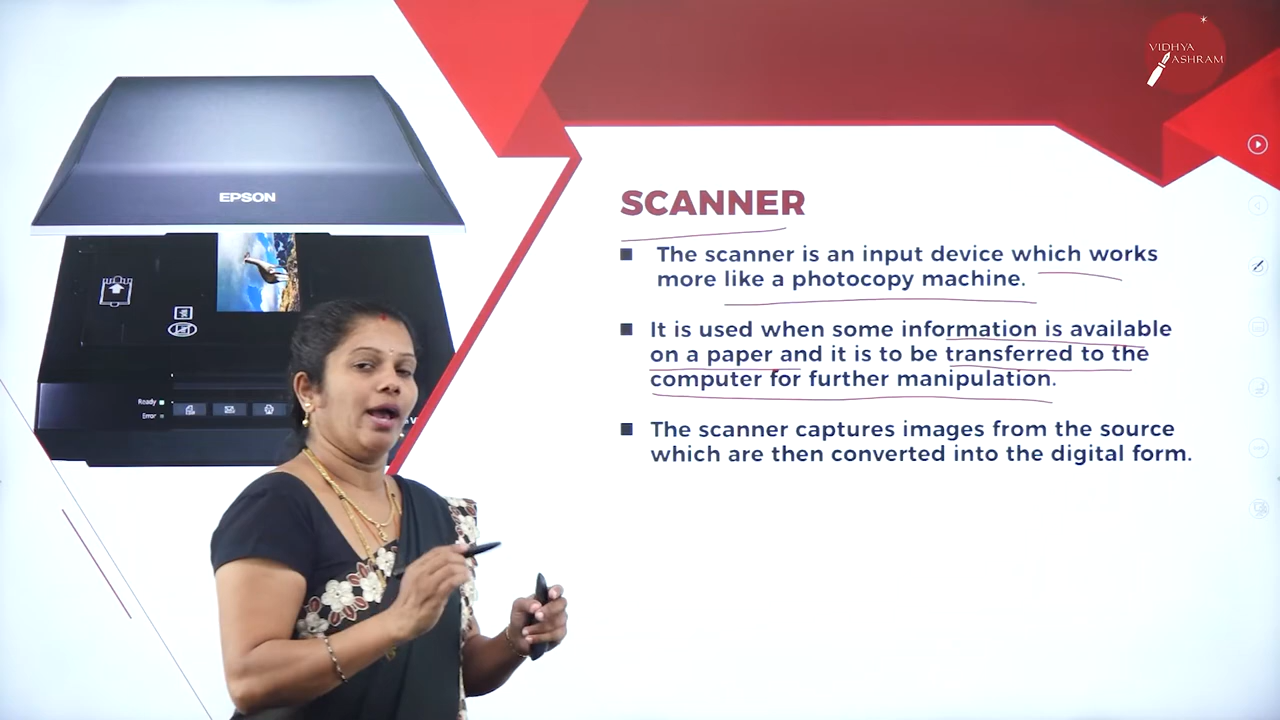 VIDHYA
ASHRAM
EPSON
Ready
Error
SCANNER
■ The scanner is an input device which works
more like a photocopy machine.
■ It is used when some information is available
on a paper and it is to be transferred to the
computer for further manipulation.
■ The scanner captures images from the source
which are then converted into the digital form.